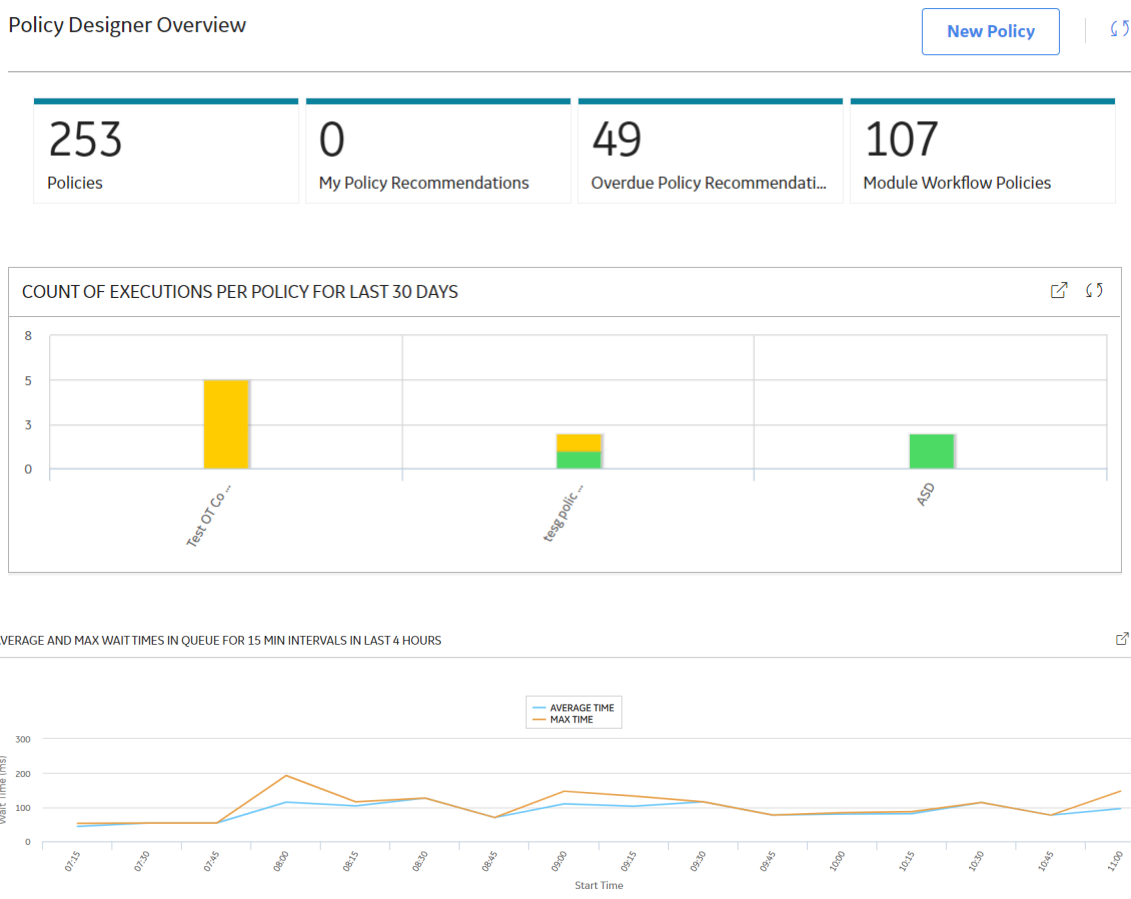 Policy Designer Overview
New Policy
253
Policies
0
My Policy Recommendations
49
Overdue Policy Recommendati...
107
Module Workflow Policies
COUNT OF EXECUTIONS PER POLICY FOR LAST 30 DAYS
8
5
3
0
Test OT Co ...
tesg polic ...
ASD
VERAGE AND MAX WAIT TIMES IN QUEUE FOR 15 MIN INTERVALS IN LAST 4 HOURS
AVERAGE TIME
MAX TIME
Wait Time (ms)
300
200
100
0
07:15
07:30
07:45
08:00
08:15
08:30
08:45
09:00
09:15
09:30
09:45
10:00
10:15
10:30
10:45
11:00
Start Time